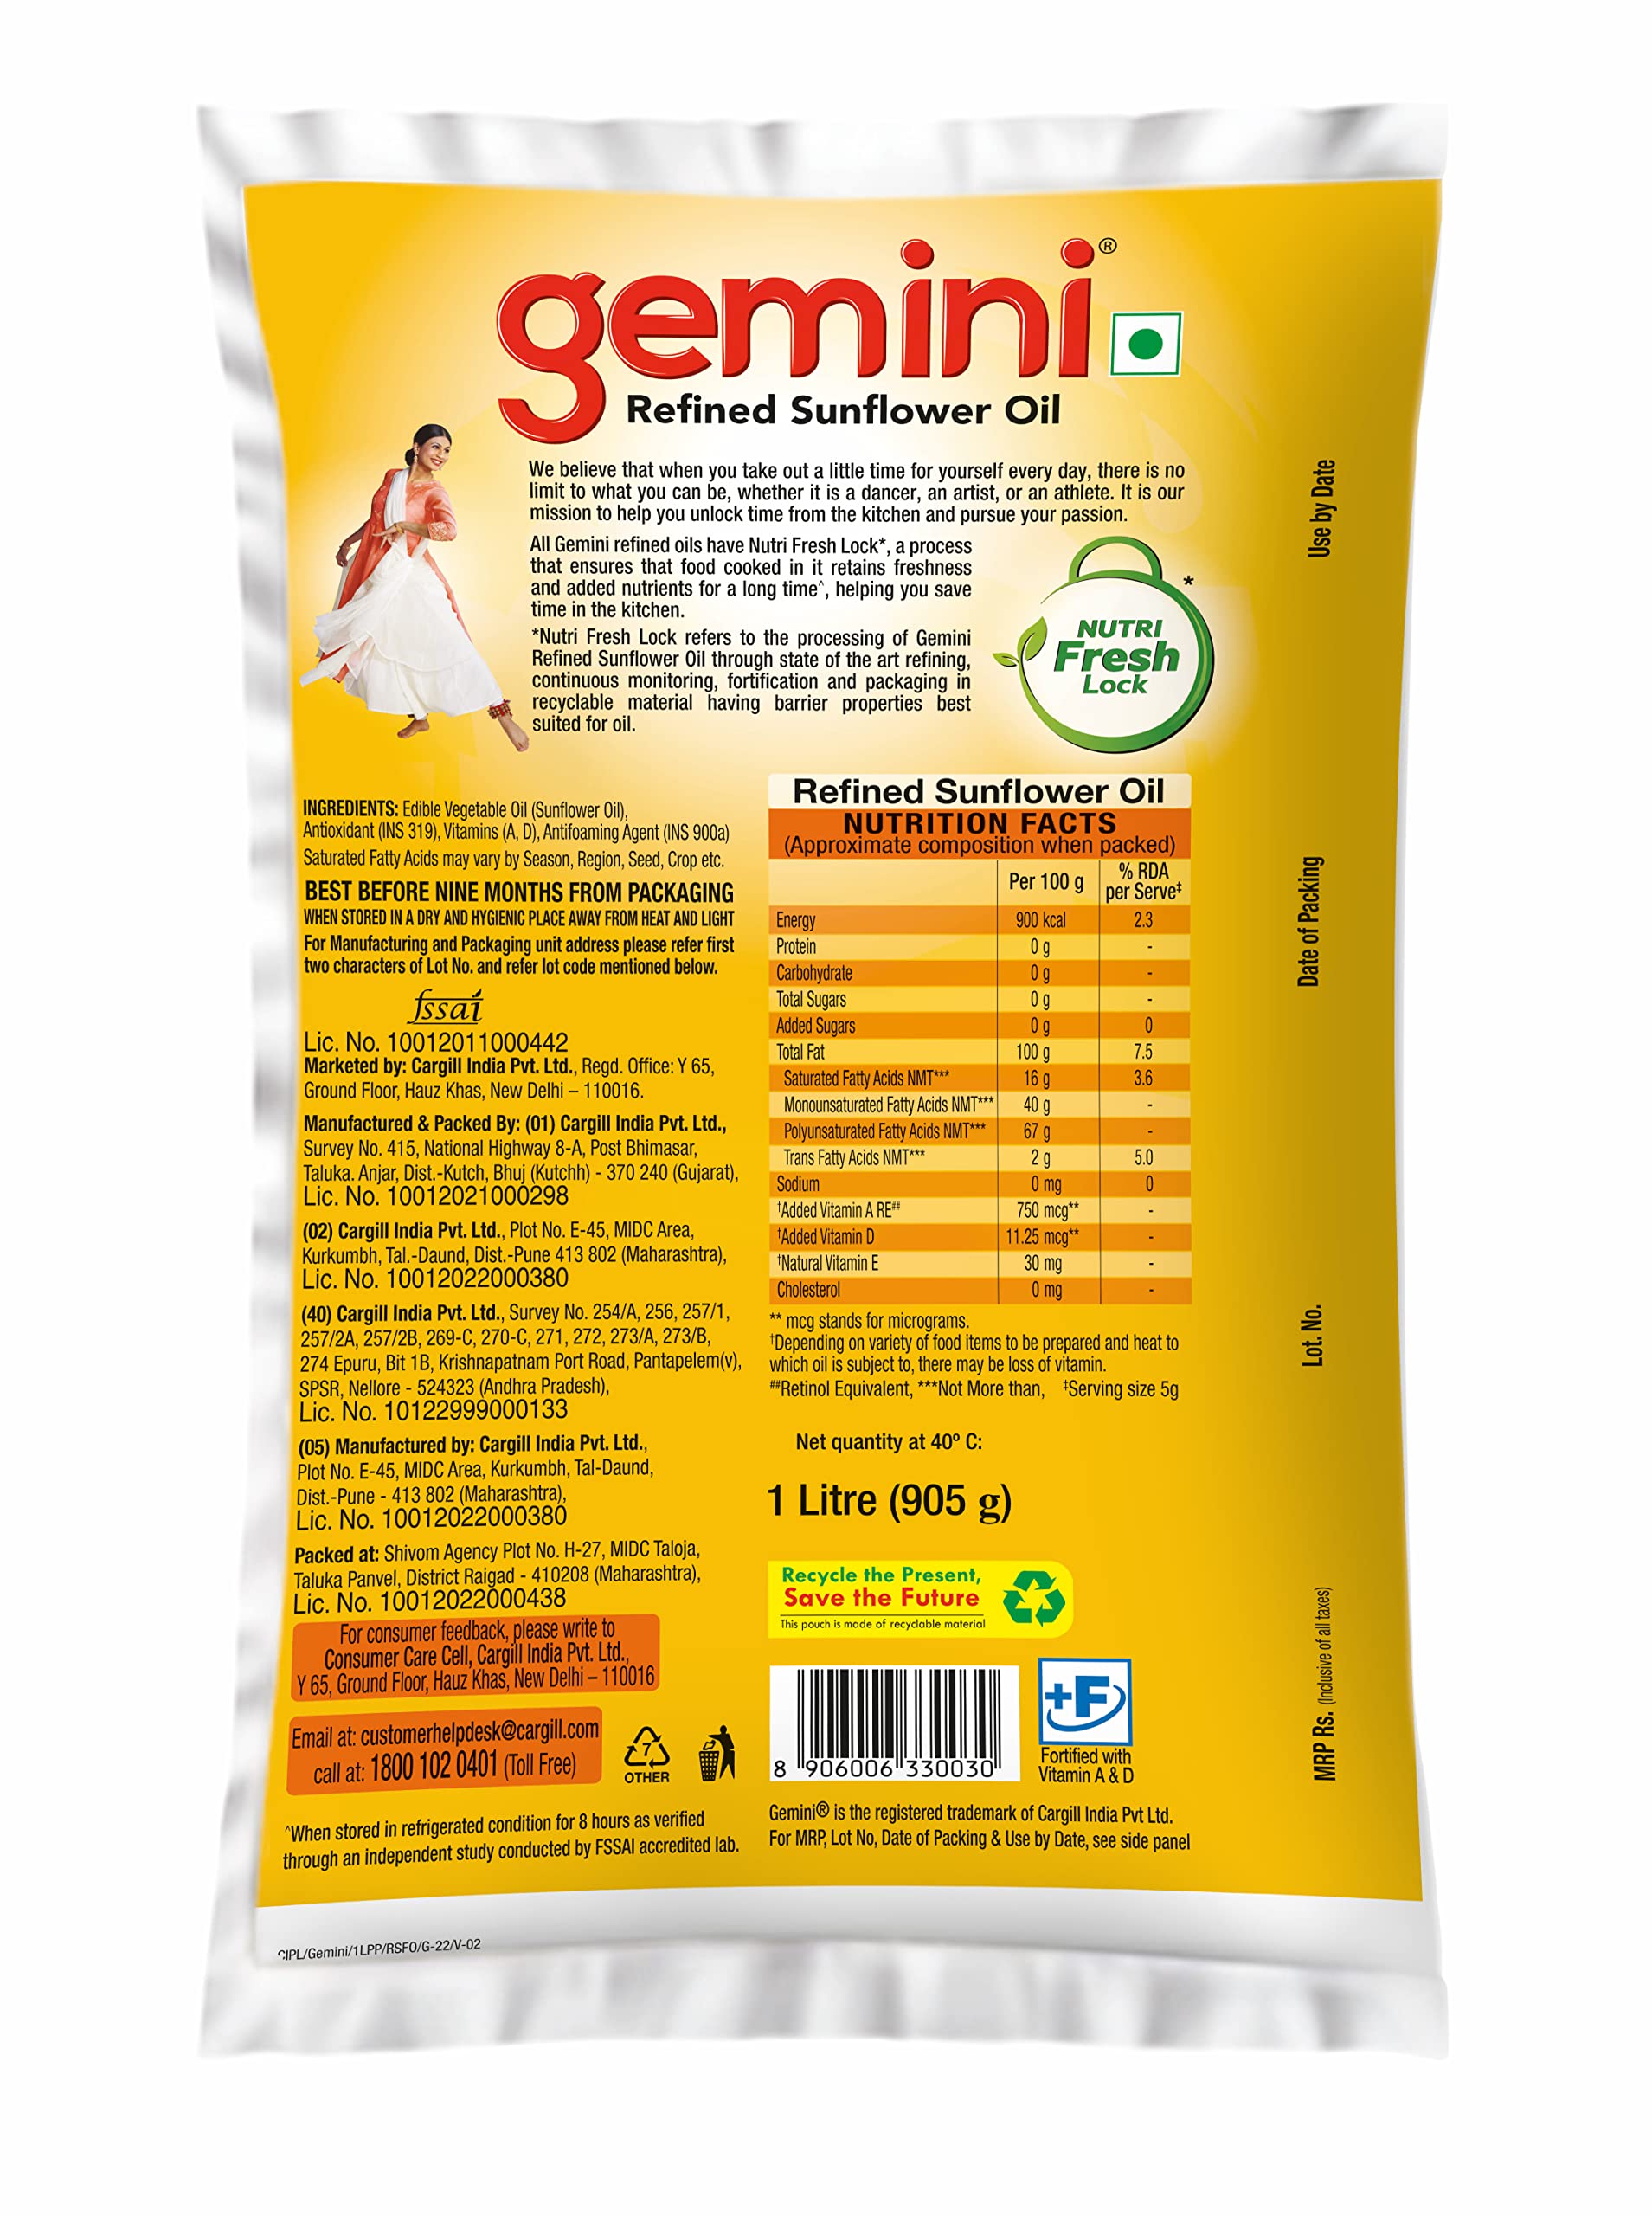 gemini®
Refined Sunflower Oil
We believe that when you take out a little time for yourself every day, there is no
limit to what you can be, whether it is a dancer, an artist, or an athlete. It is our
mission to help you unlock time from the kitchen and pursue your passion.
All Gemini refined oils have Nutri Fresh Lock*, a process
that ensures that food cooked in it retains freshness
and added nutrients for a long time^, helping you save
time in the kitchen.
*Nutri Fresh Lock refers to the processing of Gemini
Refined Sunflower Oil through state of the art refining,
continuous monitoring, fortification and packaging in
recyclable material having barrier properties best
suited for oil.
*
NUTRI
Fresh
Lock
INGREDIENTS: Edible Vegetable Oil (Sunflower Oil),
Antioxidant (INS 319), Vitamins (A, D), Antifoaming Agent (INS 900a)
Saturated Fatty Acids may vary by Season, Region, Seed, Crop etc.
BEST BEFORE NINE MONTHS FROM PACKAGING
WHEN STORED IN A DRY AND HYGIENIC PLACE AWAY FROM HEAT AND LIGHT
For Manufacturing and Packaging unit address please refer first
two characters of Lot No. and refer lot code mentioned below.
fssai
Lic. No. 10012011000442
Marketed by: Cargill India Pvt. Ltd., Regd. Office: Y 65,
Ground Floor, Hauz Khas, New Delhi – 110016.
Manufactured & Packed By: (01) Cargill India Pvt. Ltd.,
Survey No. 415, National Highway 8-A, Post Bhimasar,
Taluka. Anjar, Dist.-Kutch, Bhuj (Kutchh) - 370 240 (Gujarat),
Lic. No. 10012021000298
(02) Cargill India Pvt. Ltd., Plot No. E-45, MIDC Area,
Kurkumbh, Tal.-Daund, Dist.-Pune 413 802 (Maharashtra),
Lic. No. 10012022000380
(40) Cargill India Pvt. Ltd., Survey No. 254/A, 256, 257/1,
257/2A, 257/2B, 269-C, 270-C, 271, 272, 273/A, 273/B,
274 Epuru, Bit 1B, Krishnapatnam Port Road, Pantapelem(v),
SPSR, Nellore - 524323 (Andhra Pradesh),
Lic. No. 10122999000133
(05) Manufactured by: Cargill India Pvt. Ltd.,
Plot No. E-45, MIDC Area, Kurkumbh, Tal-Daund,
Dist.-Pune - 413 802 (Maharashtra),
Lic. No. 10012022000380
Packed at: Shivom Agency Plot No. H-27, MIDC Taloja,
Taluka Panvel, District Raigad - 410208 (Maharashtra),
Lic. No. 10012022000438
For consumer feedback, please write to
Consumer Care Cell, Cargill India Pvt. Ltd.,
Y 65, Ground Floor, Hauz Khas, New Delhi – 110016
Email at: customerhelpdesk@cargill.com
call at: 1800 102 0401 (Toll Free)
7
OTHER
^When stored in refrigerated condition for 8 hours as verified
through an independent study conducted by FSSAI accredited lab.
CIPL/Gemini/1LPP/RSFO/G-22/V-02
Refined Sunflower Oil
NUTRITION FACTS
(Approximate composition when packed)
Per 100 g % RDA per Serve‡
Energy 900 kcal 2.3
Protein 0 g -
Carbohydrate 0 g -
Total Sugars 0 g -
Added Sugars 0 g 0
Total Fat 100 g 7.5
Saturated Fatty Acids NMT*** 16 g 3.6
Monounsaturated Fatty Acids NMT*** 40 g -
Polyunsaturated Fatty Acids NMT*** 67 g -
Trans Fatty Acids NMT*** 2 g 5.0
Sodium 0 mg 0
†Added Vitamin A RE## 750 mcg** -
†Added Vitamin D 11.25 mcg** -
†Natural Vitamin E 30 mg -
Cholesterol 0 mg -
** mcg stands for micrograms.
†Depending on variety of food items to be prepared and heat to
which oil is subject to, there may be loss of vitamin.
##Retinol Equivalent, ***Not More than, ‡Serving size 5g
Net quantity at 40º C:
1 Litre (905 g)
Recycle the Present,
Save the Future
This pouch is made of recyclable material
8 906006 330030
+F
Fortified with
Vitamin A & D
Gemini® is the registered trademark of Cargill India Pvt Ltd.
For MRP, Lot No, Date of Packing & Use by Date, see side panel
Use by Date
Date of Packing
Lot. No.
MRP Rs. (Inclusive of all taxes)